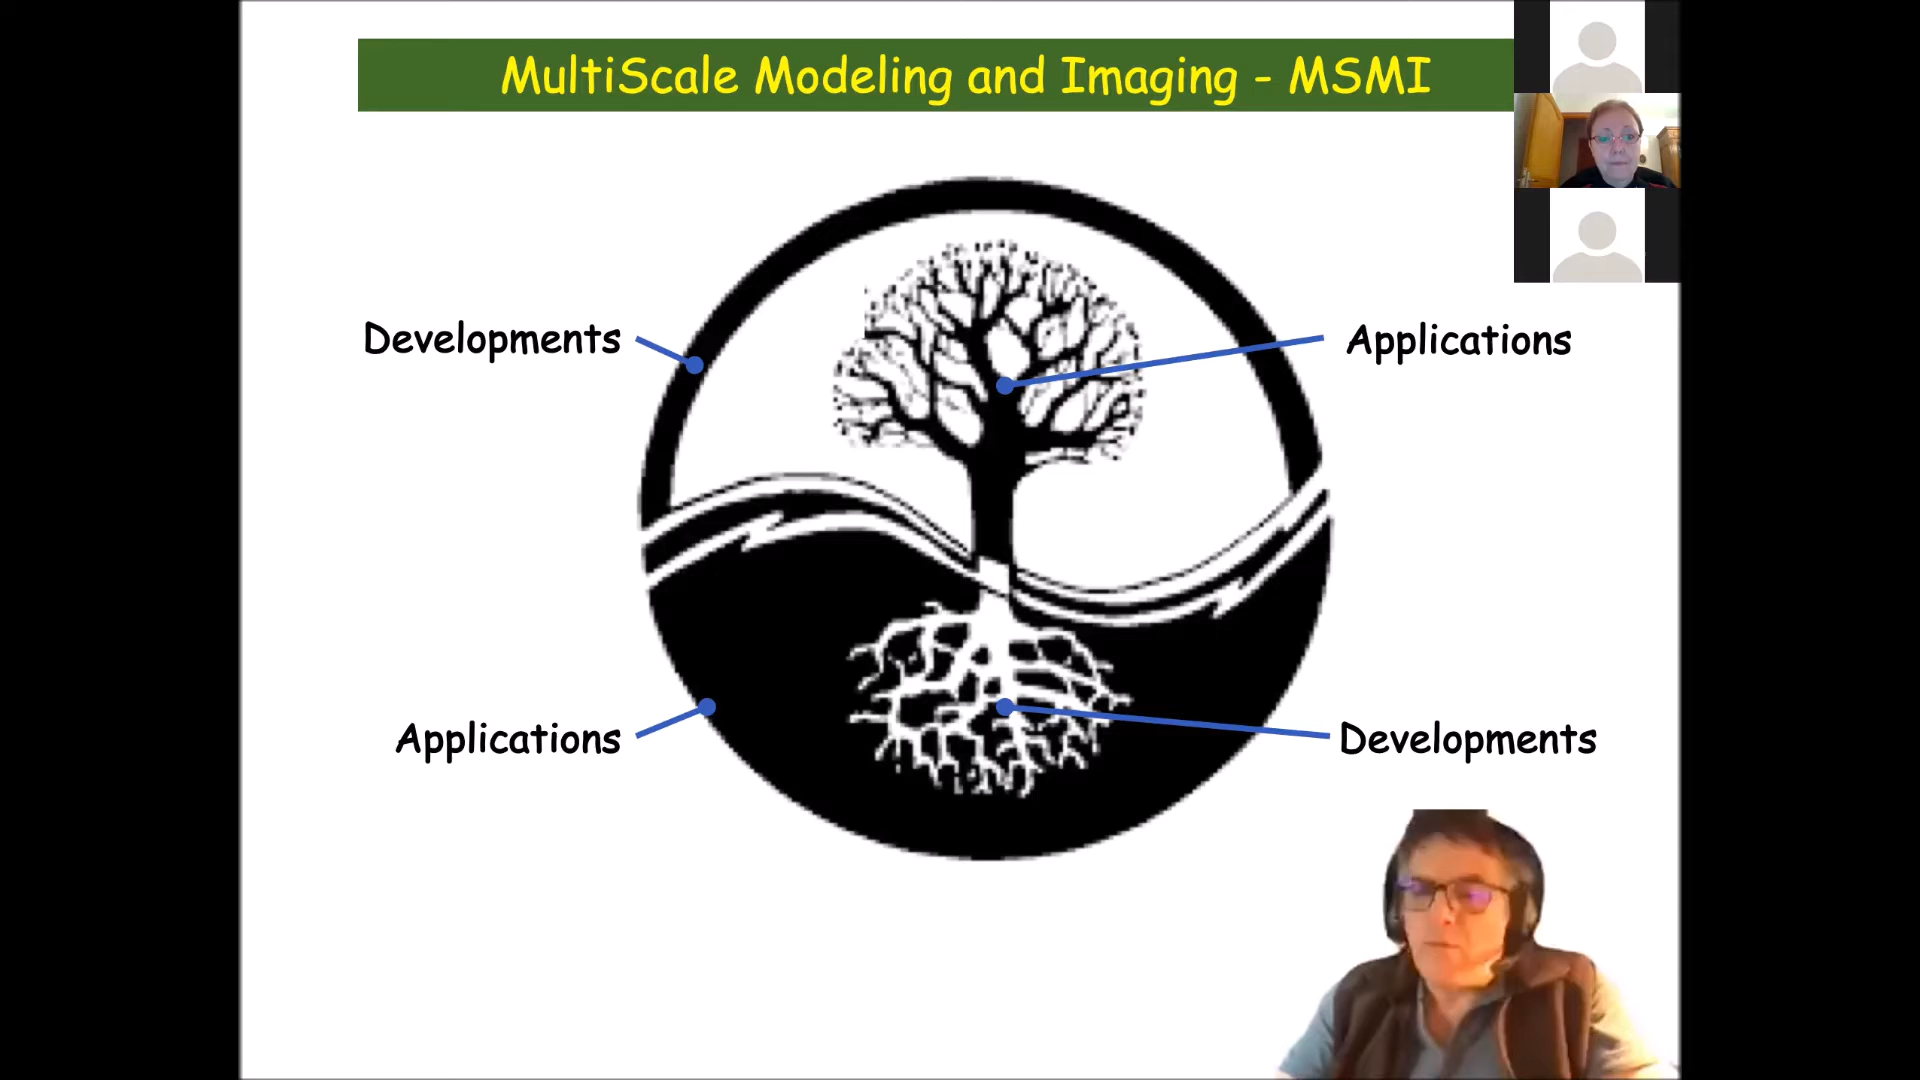 MultiScale Modeling and Imaging - MSMI
Developments
Applications
Applications
Developments